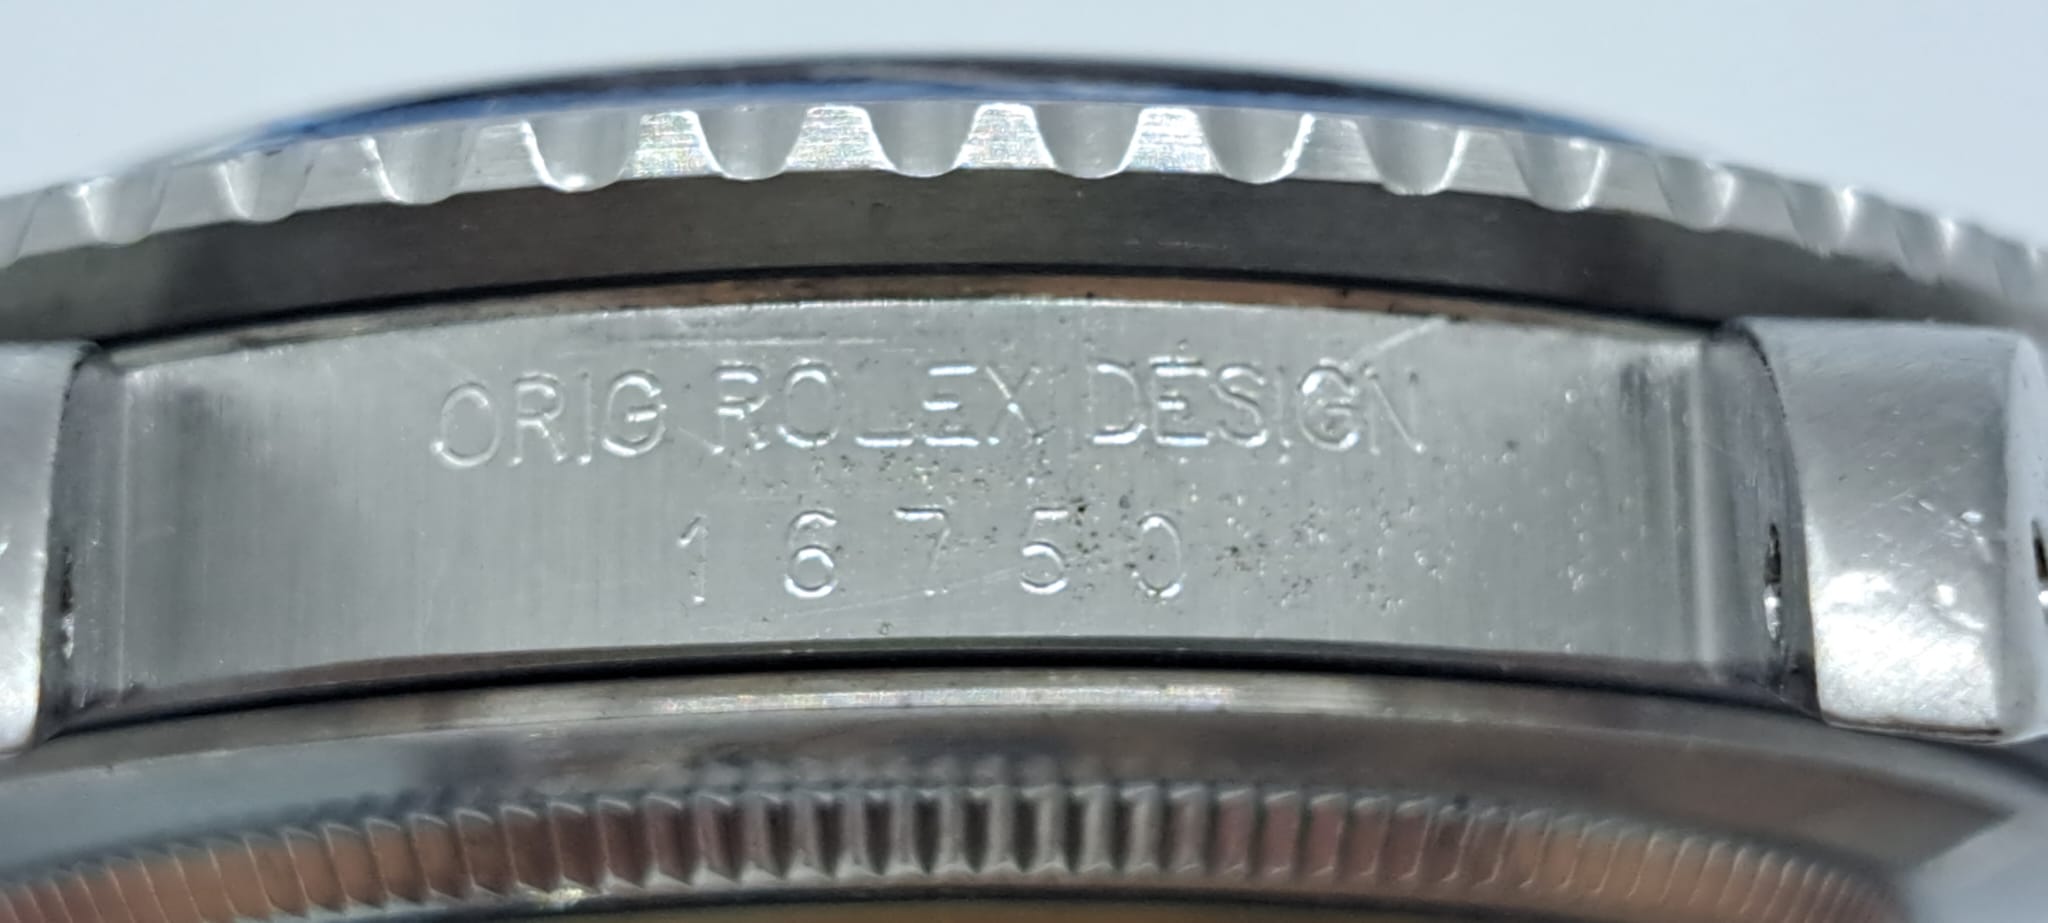 ORIG ROLEX DESIGN
16750